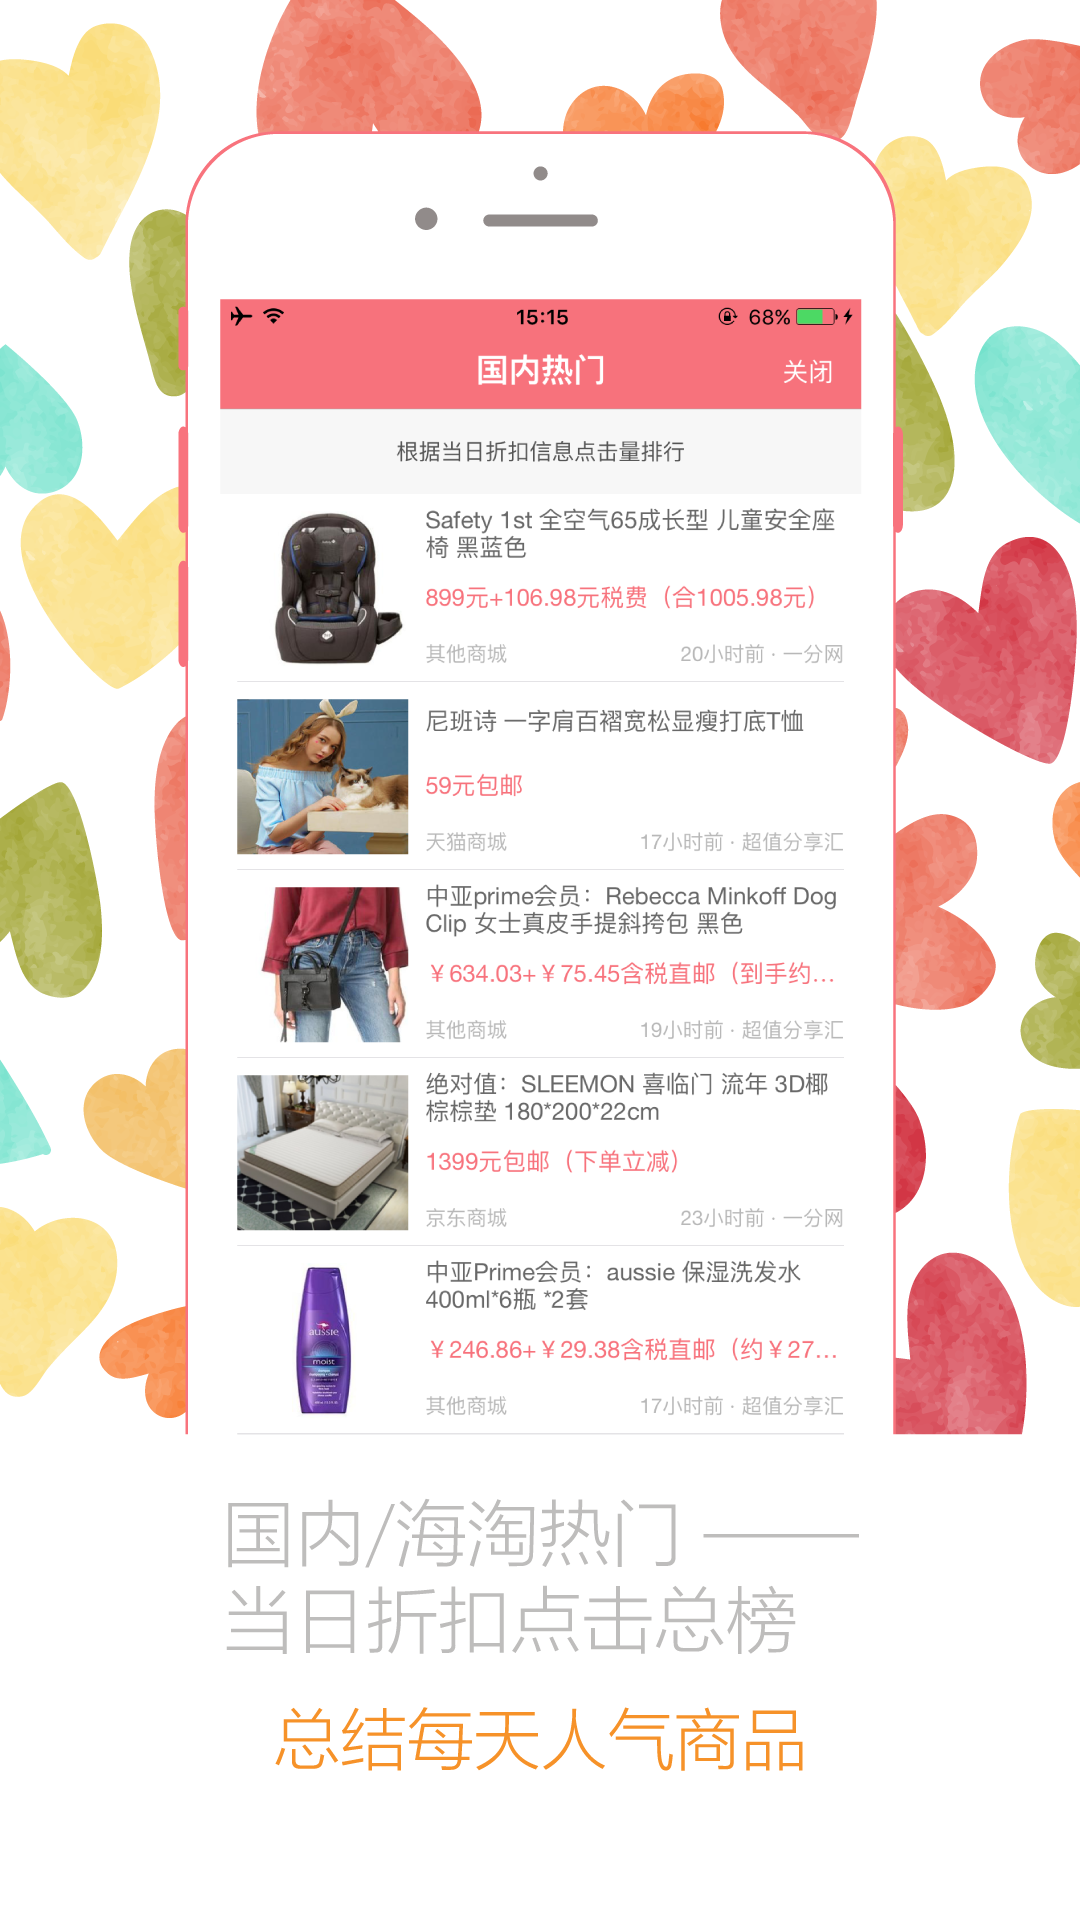 15:15
68%
国内热门
关闭
根据当日折扣信息点击量排行
Safety 1st 全空气65成长型 儿童安全座
椅 黑蓝色
899元+106.98元税费（合1005.98元）
其他商城
20小时前 · 一分网
尼班诗 一字肩百褶宽松显瘦打底T恤
59元包邮
天猫商城
17小时前 · 超值分享汇
中亚prime会员：Rebecca Minkoff Dog
Clip 女士真皮手提斜挎包 黑色
￥634.03+￥75.45含税直邮（到手约...
其他商城
19小时前 · 超值分享汇
绝对值：SLEEMON 喜临门 流年 3D椰
棕棕垫 180*200*22cm
1399元包邮（下单立减）
京东商城
23小时前 · 一分网
中亚Prime会员：aussie 保湿洗发水
400ml*6瓶 *2套
￥246.86+￥29.38含税直邮（约￥27...
其他商城
17小时前 · 超值分享汇
aussie
moist
国内/海淘热门 ——
当日折扣点击总榜
总结每天人气商品